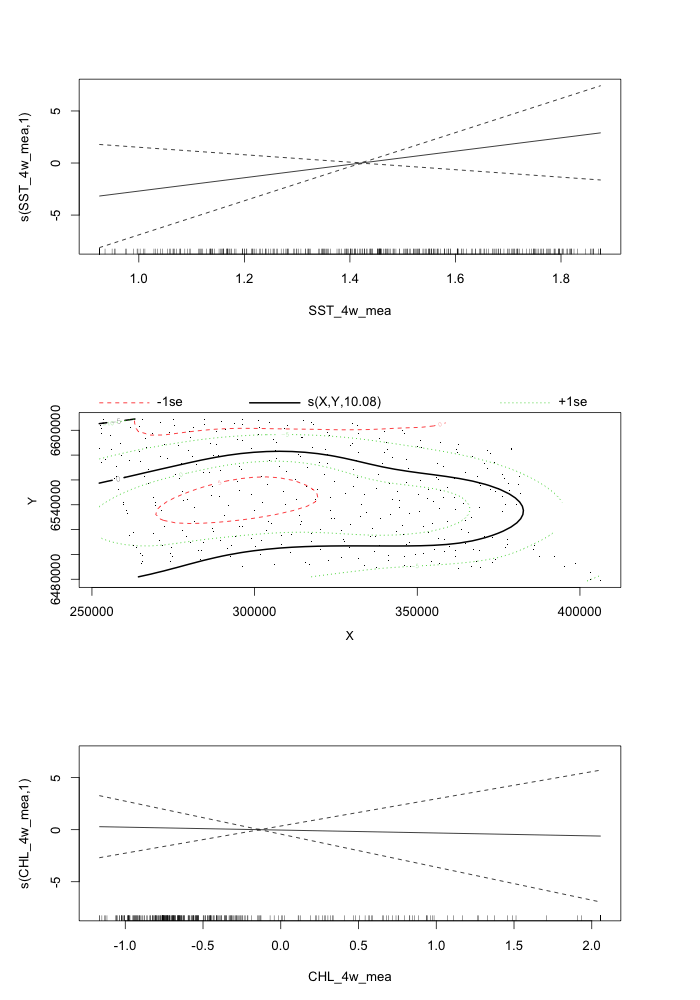 s(SST_4w_mea,1)
5
0
-5
1.0 1.2 1.4 1.6 1.8
SST_4w_mea
-1se s(X,Y,10.08) +1se
Y
6600000
6540000
6480000
250000 300000 350000 400000
X
s(CHL_4w_mea,1)
5
0
-5
-1.0 -0.5 0.0 0.5 1.0 1.5 2.0
CHL_4w_mea